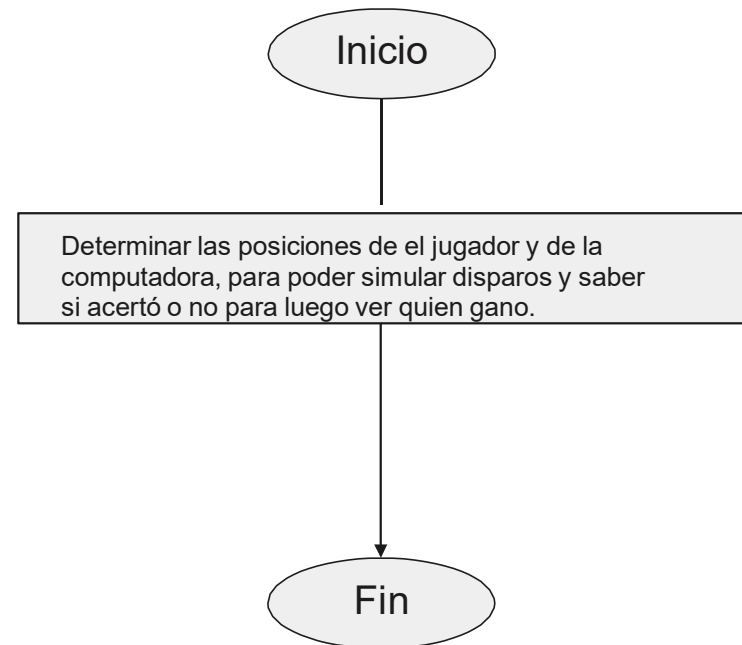 Inicio
Determinar las posiciones de el jugador y de la
computadora, para poder simular disparos y saber
si acertó o no para luego ver quien gano.
Fin